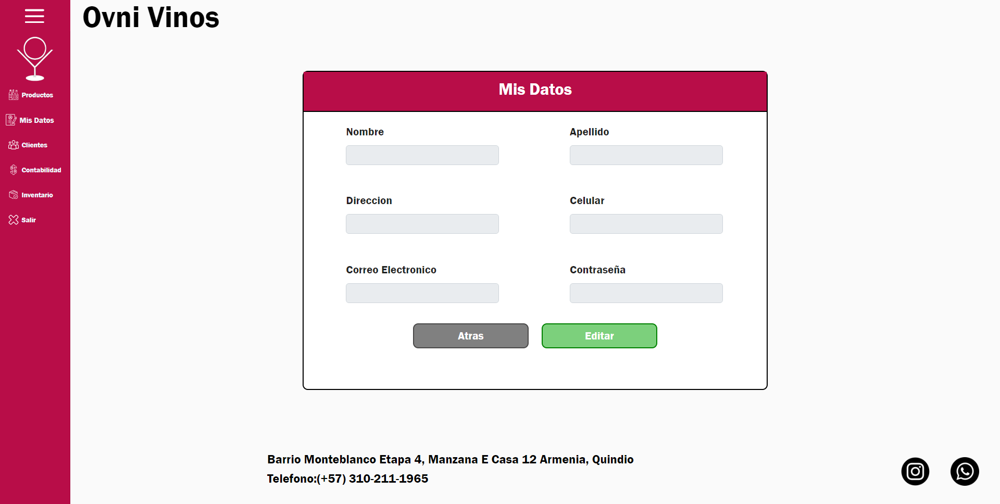 Ovni Vinos
Productos
Mis Datos
Clientes
Contabilidad
Inventario
Salir
Mis Datos
Nombre
Apellido
Direccion
Celular
Correo Electronico
Contraseña
Atras
Editar
Barrio Monteblanco Etapa 4, Manzana E Casa 12 Armenia, Quindio
Telefono:(+57) 310-211-1965